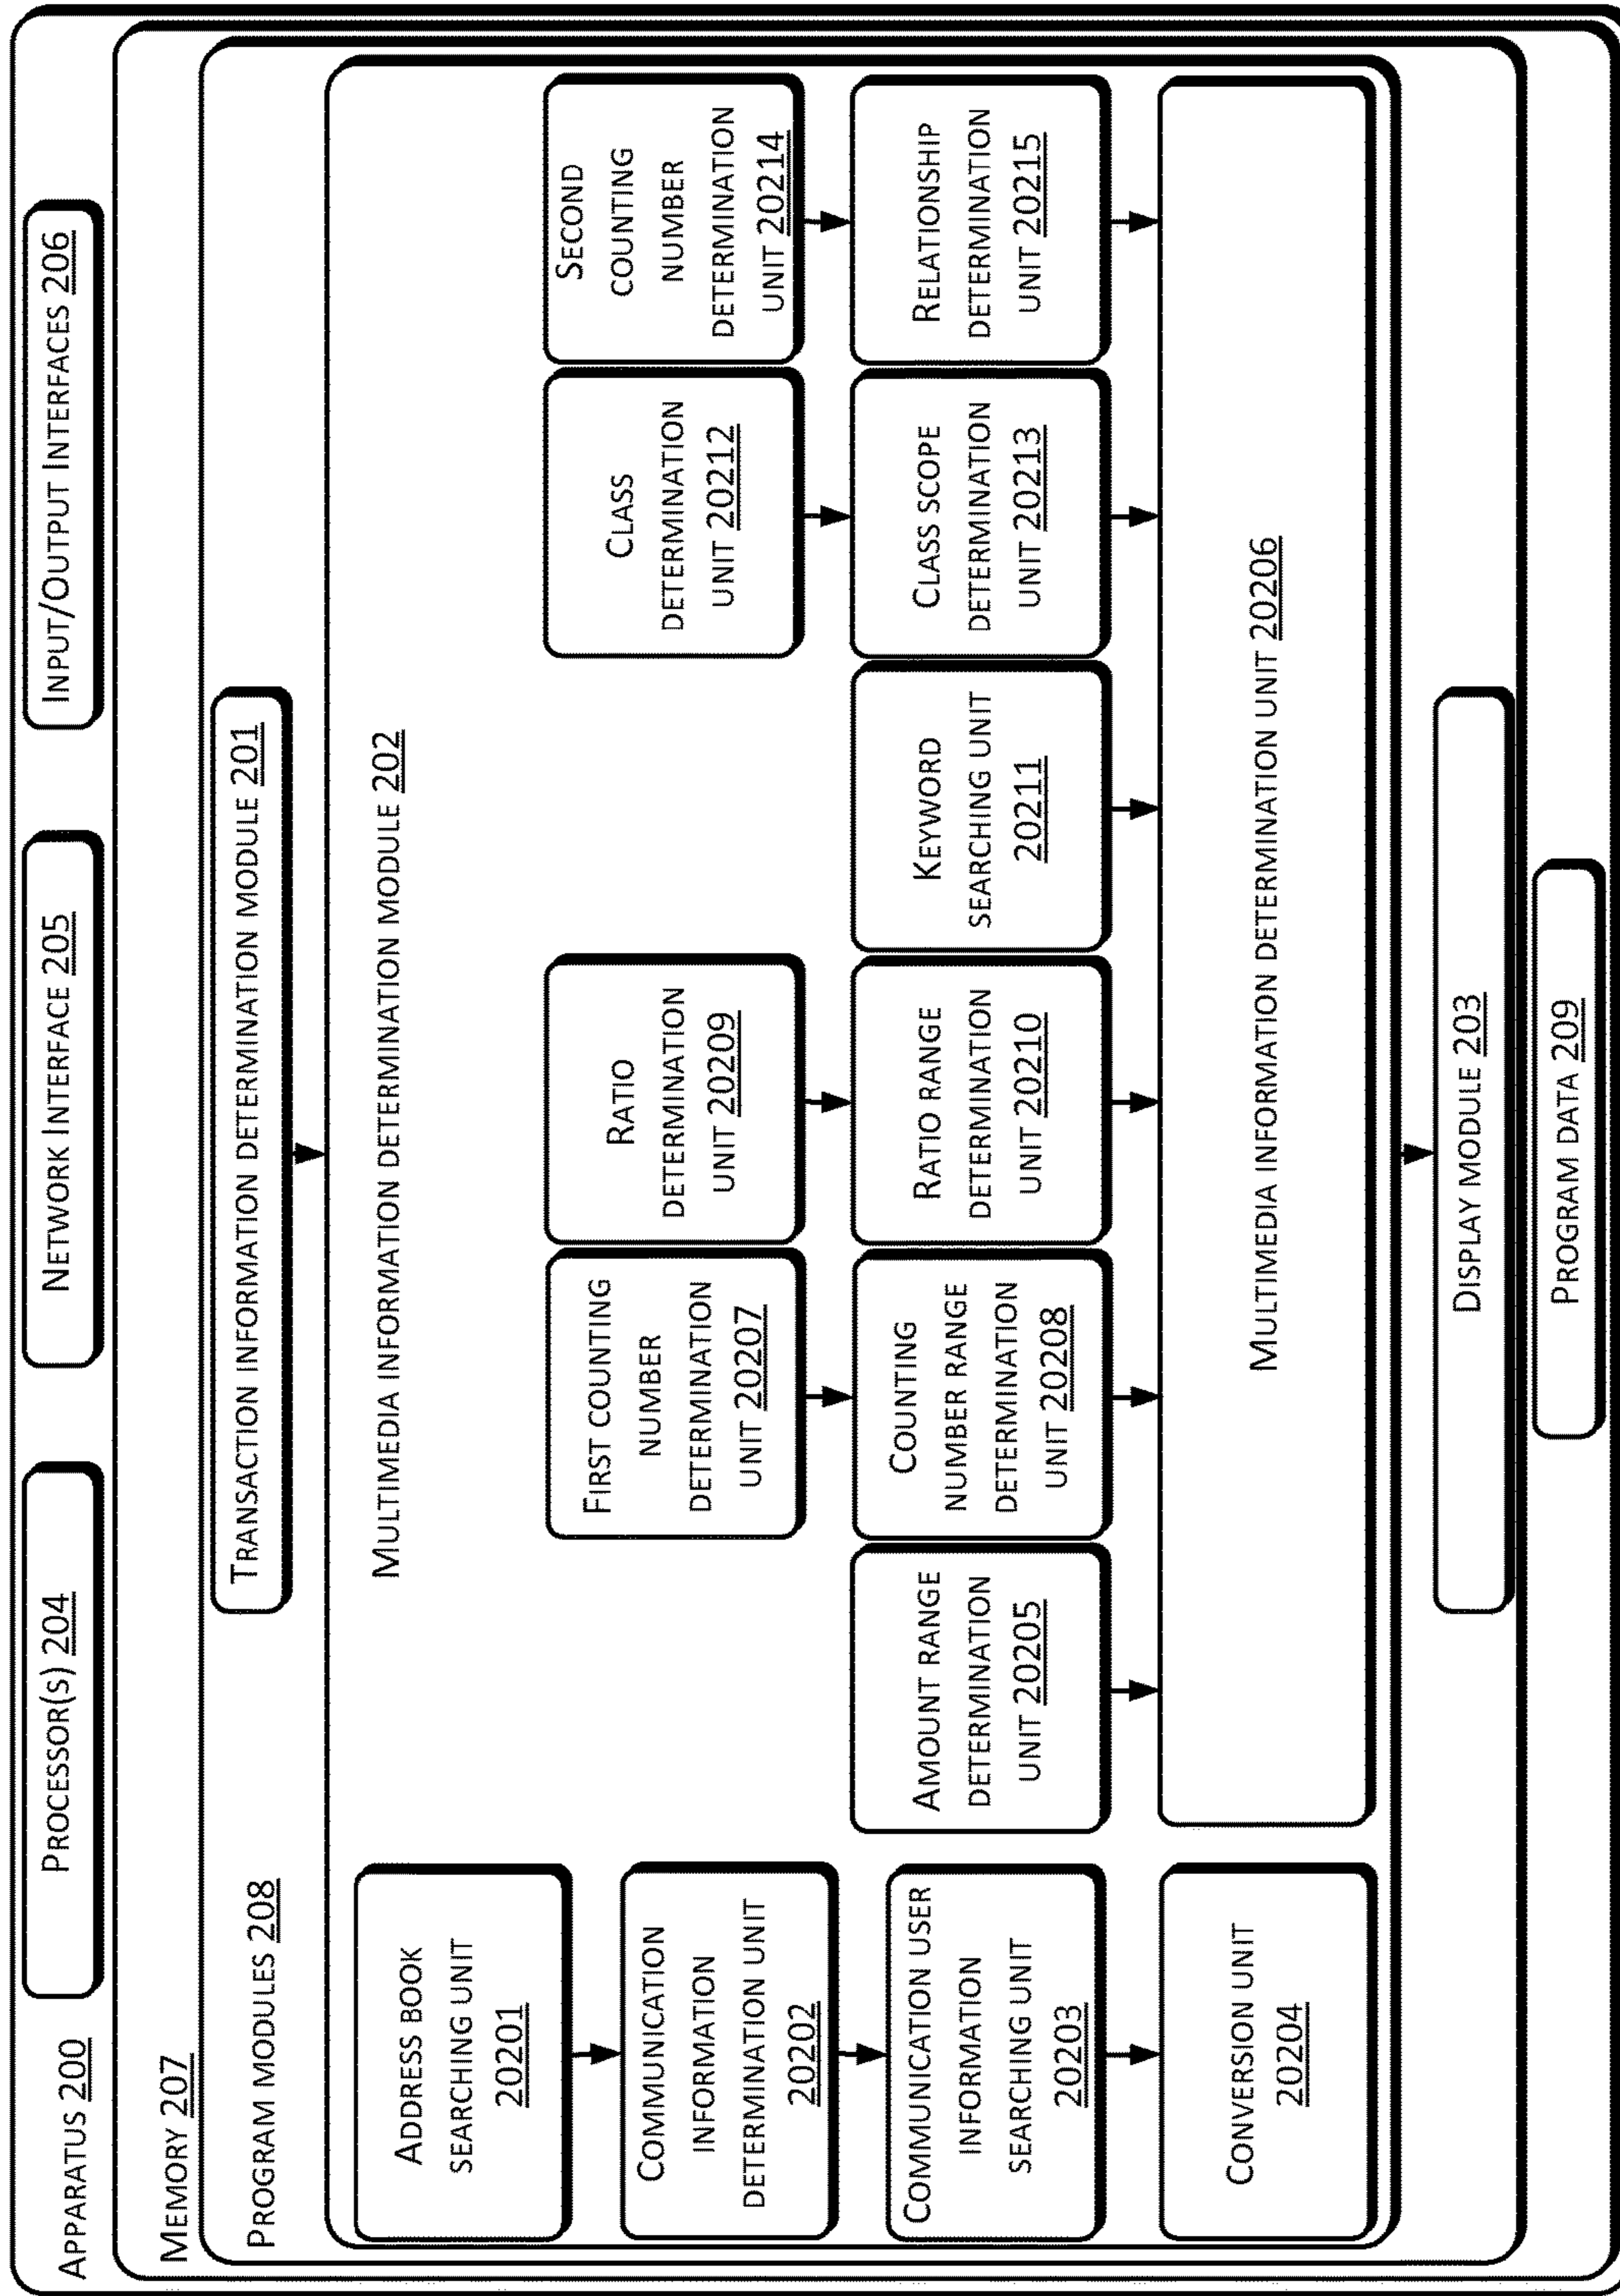 APPARATUS 200
PROCESSOR(S) 204
NETWORK INTERFACE 205
INPUT/OUTPUT INTERFACES 206
MEMORY 207
PROGRAM MODULES 208
TRANSACTION INFORMATION DETERMINATION MODULE 201
MULTIMEDIA INFORMATION DETERMINATION MODULE 202
ADDRESS BOOK
SEARCHING UNIT
20201
COMMUNICATION
INFORMATION
DETERMINATION UNIT
20202
COMMUNICATION USER
INFORMATION
SEARCHING UNIT
20203
CONVERSION UNIT
20204
FIRST COUNTING
NUMBER
DETERMINATION
UNIT 20207
RATIO
DETERMINATION
UNIT 20209
CLASS
DETERMINATION
UNIT 20212
SECOND
COUNTING
NUMBER
DETERMINATION
UNIT 20214
AMOUNT RANGE
DETERMINATION
UNIT 20205
COUNTING
NUMBER RANGE
DETERMINATION
UNIT 20208
RATIO RANGE
DETERMINATION
UNIT 20210
KEYWORD
SEARCHING UNIT
20211
CLASS SCOPE
DETERMINATION
UNIT 20213
RELATIONSHIP
DETERMINATION
UNIT 20215
MULTIMEDIA INFORMATION DETERMINATION UNIT 20206
DISPLAY MODULE 203
PROGRAM DATA 209